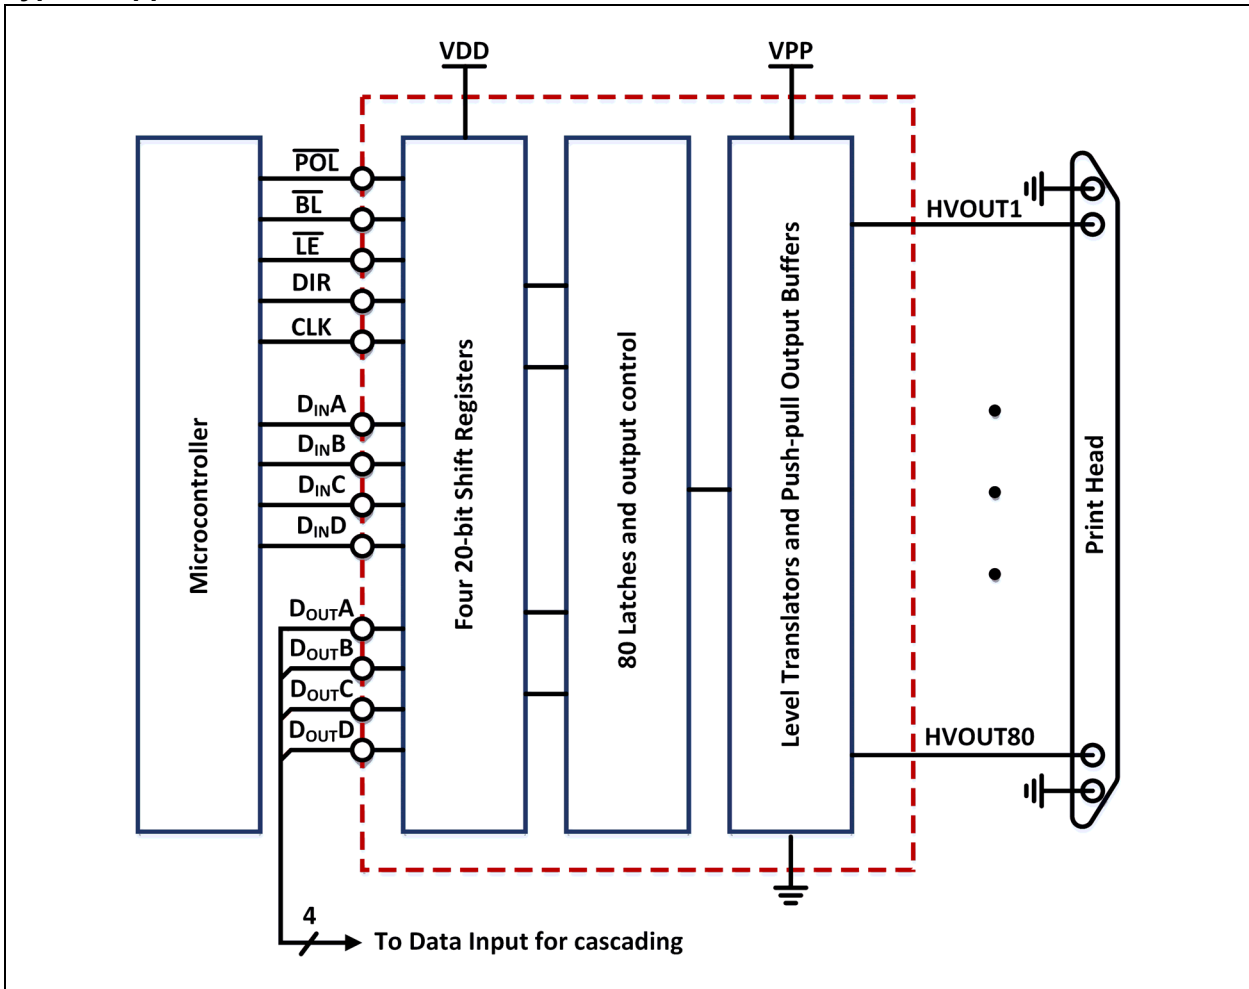 VDD
VPP
POL
BL
LE
DIR
CLK
DINA
DINB
DINC
DIND
DOUTA
DOUTB
DOUTC
DOUTD
Microcontroller
Four 20-bit Shift Registers
80 Latches and output control
Level Translators and Push-pull Output Buffers
HVOUT1
HVOUT80
Print Head
4
To Data Input for cascading